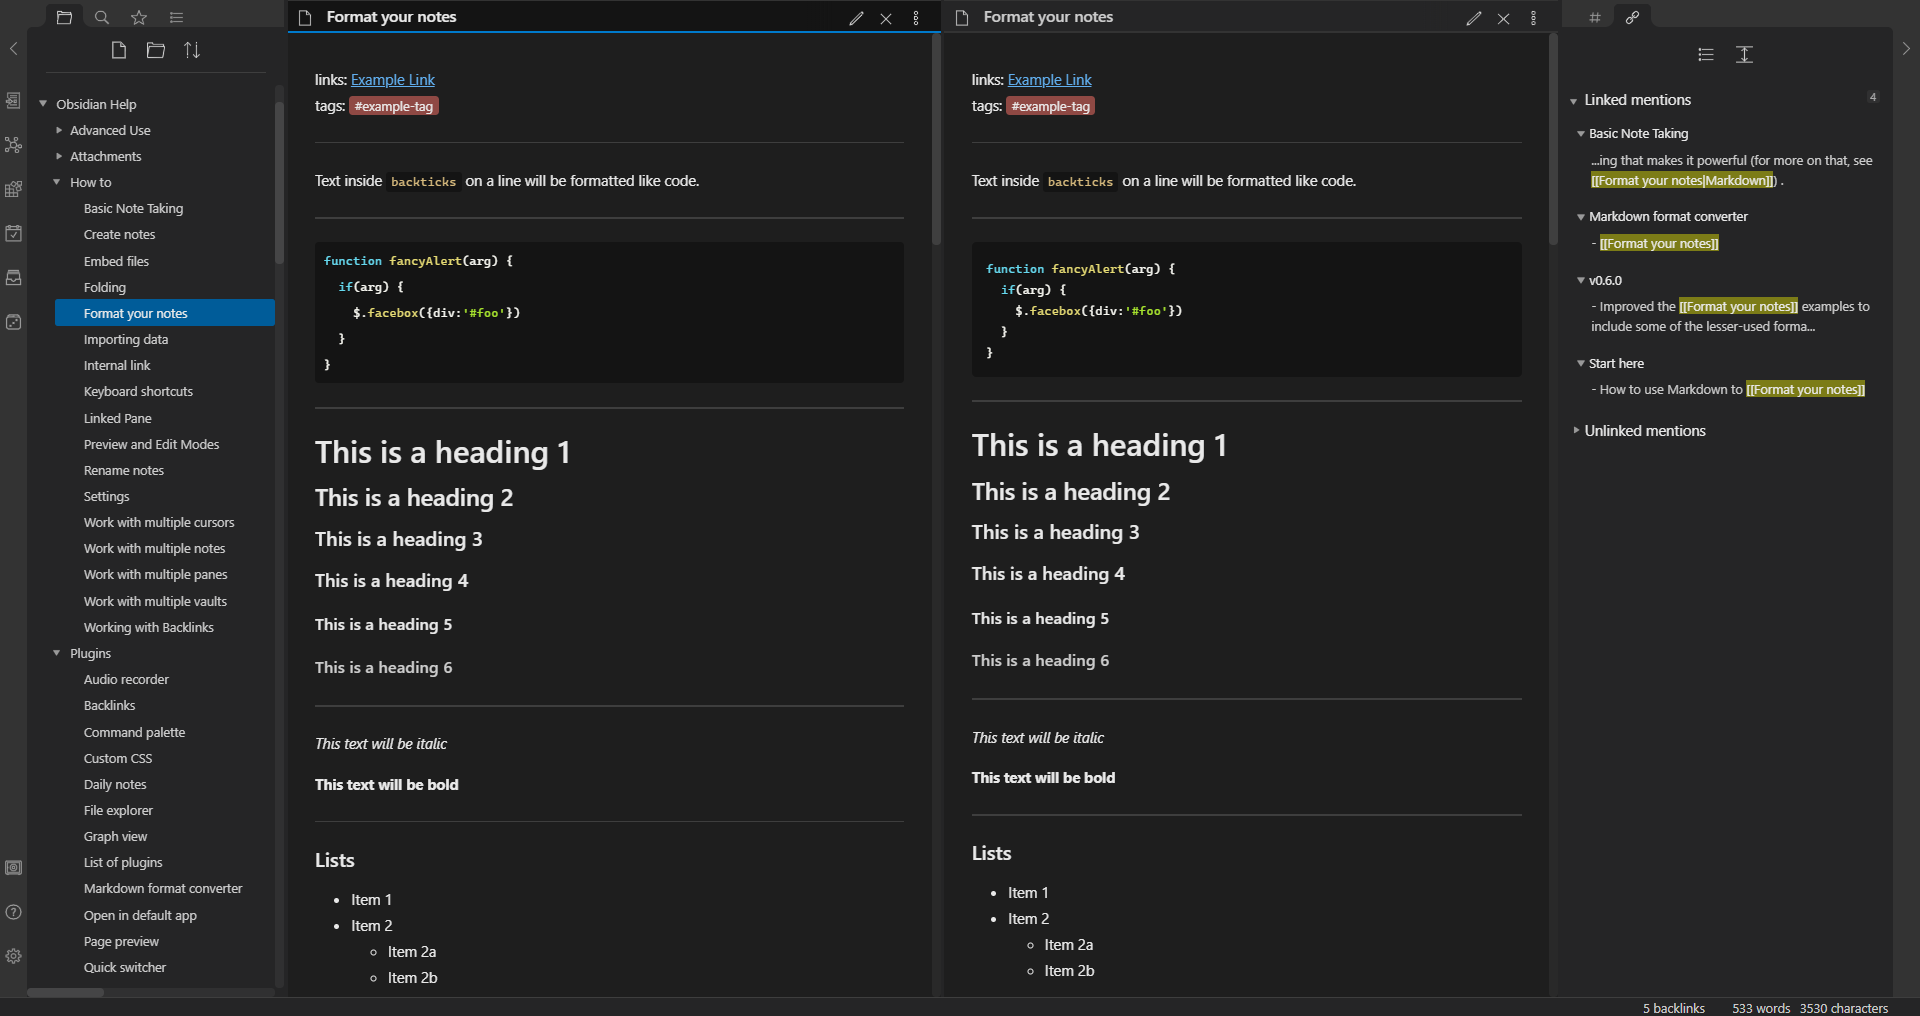 Obsidian Help
Advanced Use
Attachments
How to
Basic Note Taking
Create notes
Embed files
Folding
Format your notes
Importing data
Internal link
Keyboard shortcuts
Linked Pane
Preview and Edit Modes
Rename notes
Settings
Work with multiple cursors
Work with multiple notes
Work with multiple panes
Work with multiple vaults
Working with Backlinks
Plugins
Audio recorder
Backlinks
Command palette
Custom CSS
Daily notes
File explorer
Graph view
List of plugins
Markdown format converter
Open in default app
Page preview
Quick switcher
Format your notes
links: Example Link
tags: #example-tag
Text inside backticks on a line will be formatted like code.
function fancyAlert(arg) {
if(arg) {
$.facebox({div:'#foo'})
}
}
This is a heading 1
This is a heading 2
This is a heading 3
This is a heading 4
This is a heading 5
This is a heading 6
This text will be italic
This text will be bold
Lists
• Item 1
• Item 2
◦ Item 2a
◦ Item 2b
Format your notes
links: Example Link
tags: #example-tag
Text inside backticks on a line will be formatted like code.
function fancyAlert(arg) {
if(arg) {
$.facebox({div:'#foo'})
}
}
This is a heading 1
This is a heading 2
This is a heading 3
This is a heading 4
This is a heading 5
This is a heading 6
This text will be italic
This text will be bold
Lists
• Item 1
• Item 2
◦ Item 2a
◦ Item 2b
Linked mentions 4
Basic Note Taking
...ing that makes it powerful (for more on that, see
[[Format your notes|Markdown]]) .
Markdown format converter
- [[Format your notes]]
v0.6.0
- Improved the [[Format your notes]] examples to
include some of the lesser-used forma...
Start here
- How to use Markdown to [[Format your notes]]
Unlinked mentions
5 backlinks 533 words 3530 characters